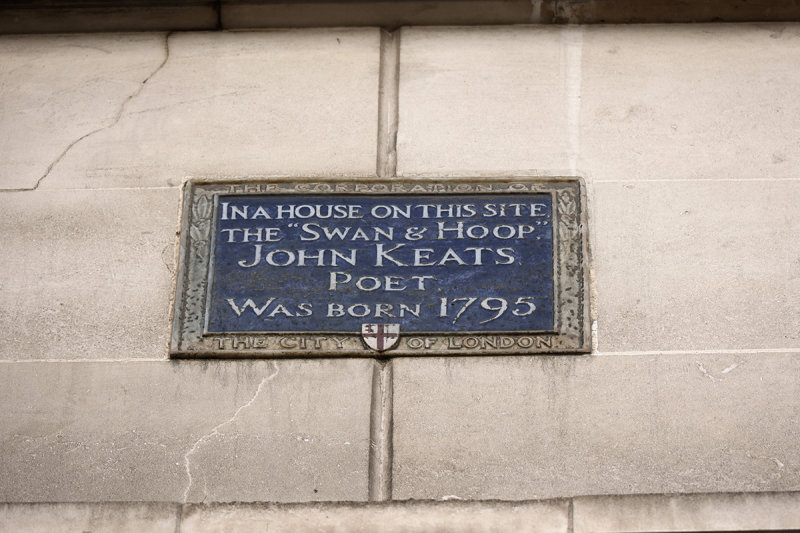 THE CORPORATION OF
IN A HOUSE ON THIS SITE,
THE "SWAN & HOOP."
JOHN KEATS
POET
WAS BORN 1795
THE CITY OF LONDON.